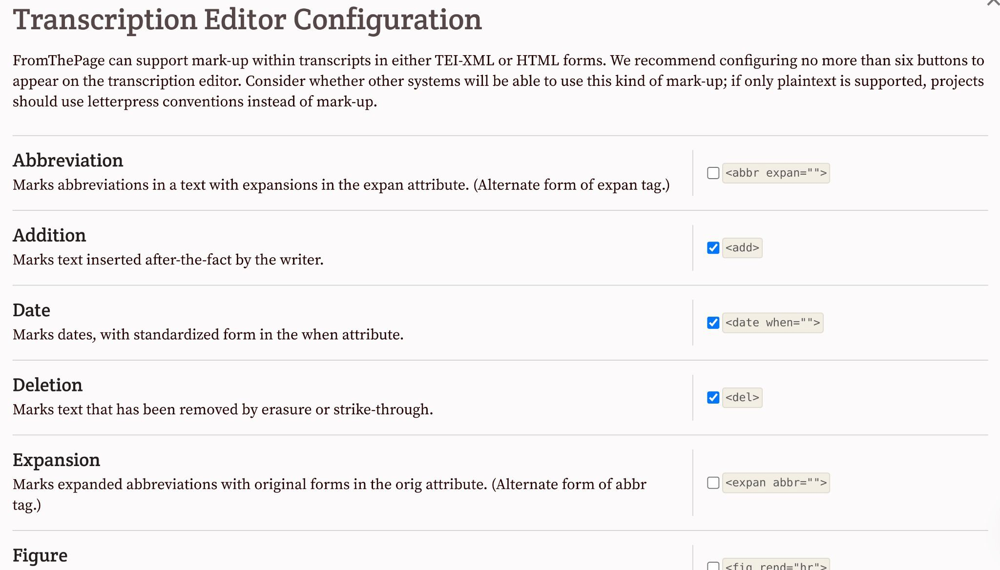 Transcription Editor Configuration
FromThePage can support mark-up within transcripts in either TEI-XML or HTML forms. We recommend configuring no more than six buttons to
appear on the transcription editor. Consider whether other systems will be able to use this kind of mark-up; if only plaintext is supported, projects
should use letterpress conventions instead of mark-up.
Abbreviation
Marks abbreviations in a text with expansions in the expan attribute. (Alternate form of expan tag.)
<abbr expan="">
Addition
Marks text inserted after-the-fact by the writer.
<add>
Date
Marks dates, with standardized form in the when attribute.
<date when="">
Deletion
Marks text that has been removed by erasure or strike-through.
<del>
Expansion
Marks expanded abbreviations with original forms in the orig attribute. (Alternate form of abbr
tag.)
<expan abbr="">
Figure
<fig rend="hr">